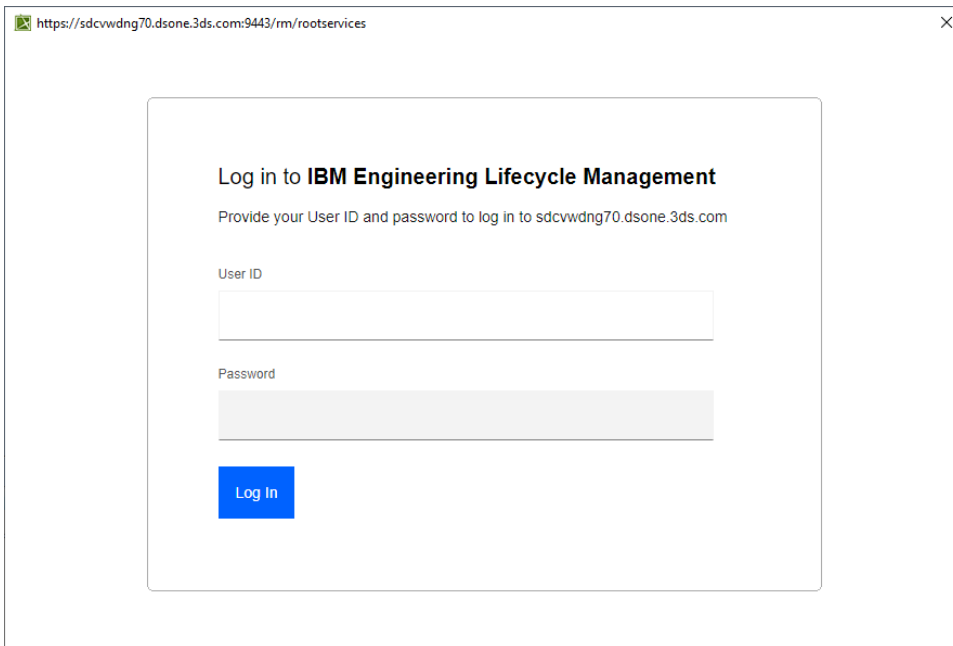 https://sdcvwdng70.dsone.3ds.com:9443/rm/rootservices
Log in to IBM Engineering Lifecycle Management
Provide your User ID and password to log in to sdcvwdng70.dsone.3ds.com
User ID
Password
Log In